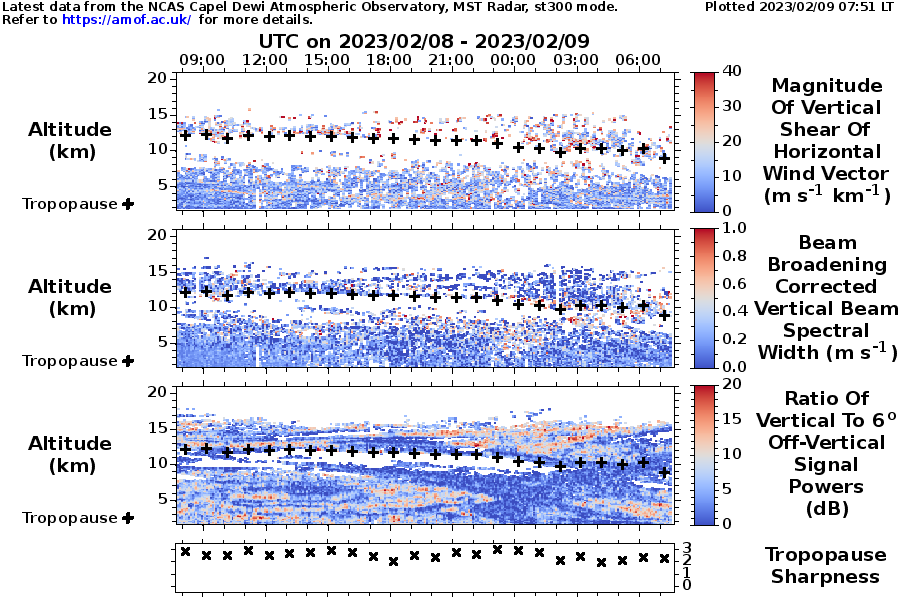 Latest data from the NCAS Capel Dewi Atmospheric Observatory, MST Radar, st300 mode.
Plotted 2023/02/09 07:51 LT
Refer to https://amof.ac.uk/ for more details.
UTC on 2023/02/08 - 2023/02/09
09:00 12:00 15:00 18:00 21:00 00:00 03:00 06:00
Altitude
(km)
Tropopause +
20
15
10
5
40
30
20
10
0
Magnitude
Of Vertical
Shear Of
Horizontal
Wind Vector
(m s-1 km-1)
Altitude
(km)
Tropopause +
20
15
10
5
1.0
0.8
0.6
0.4
0.2
0.0
Beam
Broadening
Corrected
Vertical Beam
Spectral
Width (m s-1)
Altitude
(km)
Tropopause +
20
15
10
5
20
15
10
5
0
Ratio Of
Vertical To 6o
Off-Vertical
Signal
Powers
(dB)
3
2
1
0
Tropopause
Sharpness